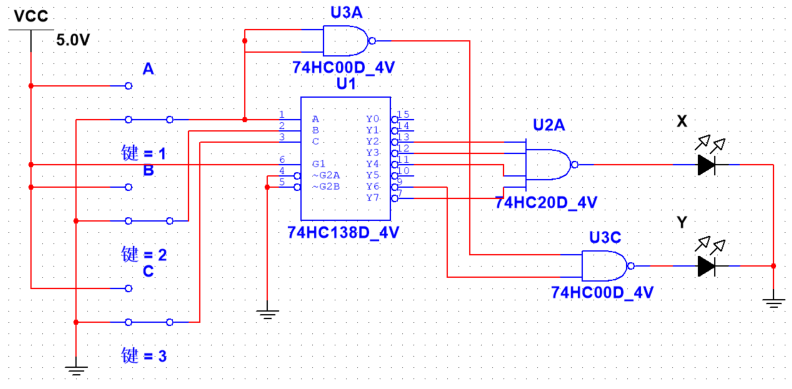 VCC
5.0V
U3A
74HC00D_4V
A
键 = 1
B
键 = 2
C
键 = 3
U1
1 A Y0 15
2 B Y1 14
3 C Y2 13
Y3 12
6 G1 Y4 11
4 ~G2A Y5 10
5 ~G2B Y6 9
Y7 7
74HC138D_4V
U2A
74HC20D_4V
U3C
74HC00D_4V
X
Y